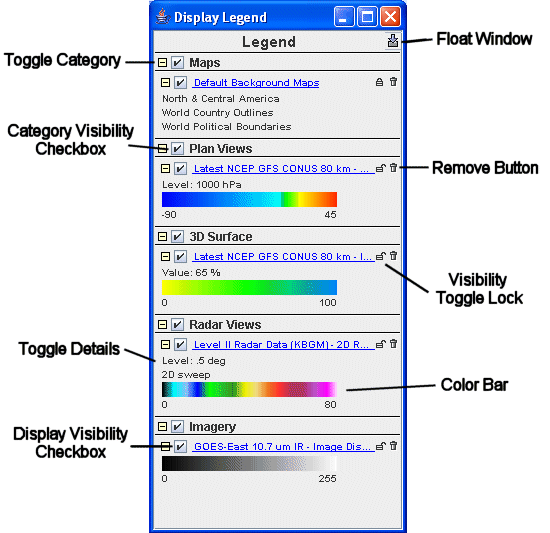 Display Legend
Legend
Float Window
Toggle Category
Maps
Default Background Maps
North & Central America
World Country Outlines
World Political Boundaries
Category Visibility
Checkbox
Plan Views
Latest NCEP GFS CONUS 80 km - ...
Remove Button
Level: 1000 hPa
-90 45
3D Surface
Latest NCEP GFS CONUS 80 km - I...
Value: 65 %
Visibility
Toggle Lock
0 100
Radar Views
Toggle Details
Level II Radar Data (KBGM) - 2D R...
Level: .5 deg
2D sweep
Color Bar
0 80
Imagery
Display Visibility
Checkbox
GOES-East 10.7 um IR - Image Dis...
0 255